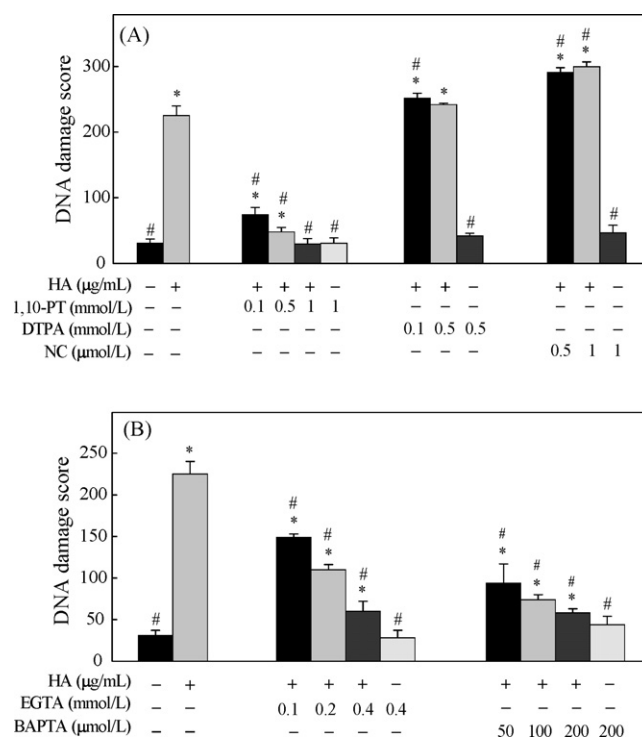 (A)
DNA damage score
300
200
100
0
# * # * # * # # # * * # # * # * #
HA (μg/mL) – + + + + – + + – + + –
1,10-PT (mmol/L) – – 0.1 0.5 1 1 – – – – – –
DTPA (mmol/L) – – – – – – 0.1 0.5 0.5 – – –
NC (μmol/L) – – – – – – – – – 0.5 1 1
(B)
DNA damage score
250
200
150
100
50
0
# * # * # * # * # # * # * # * #
HA (μg/mL) – + + + + – + + + –
EGTA (mmol/L) – – 0.1 0.2 0.4 0.4 – – – –
BAPTA (μmol/L) – – – – – – 50 100 200 200